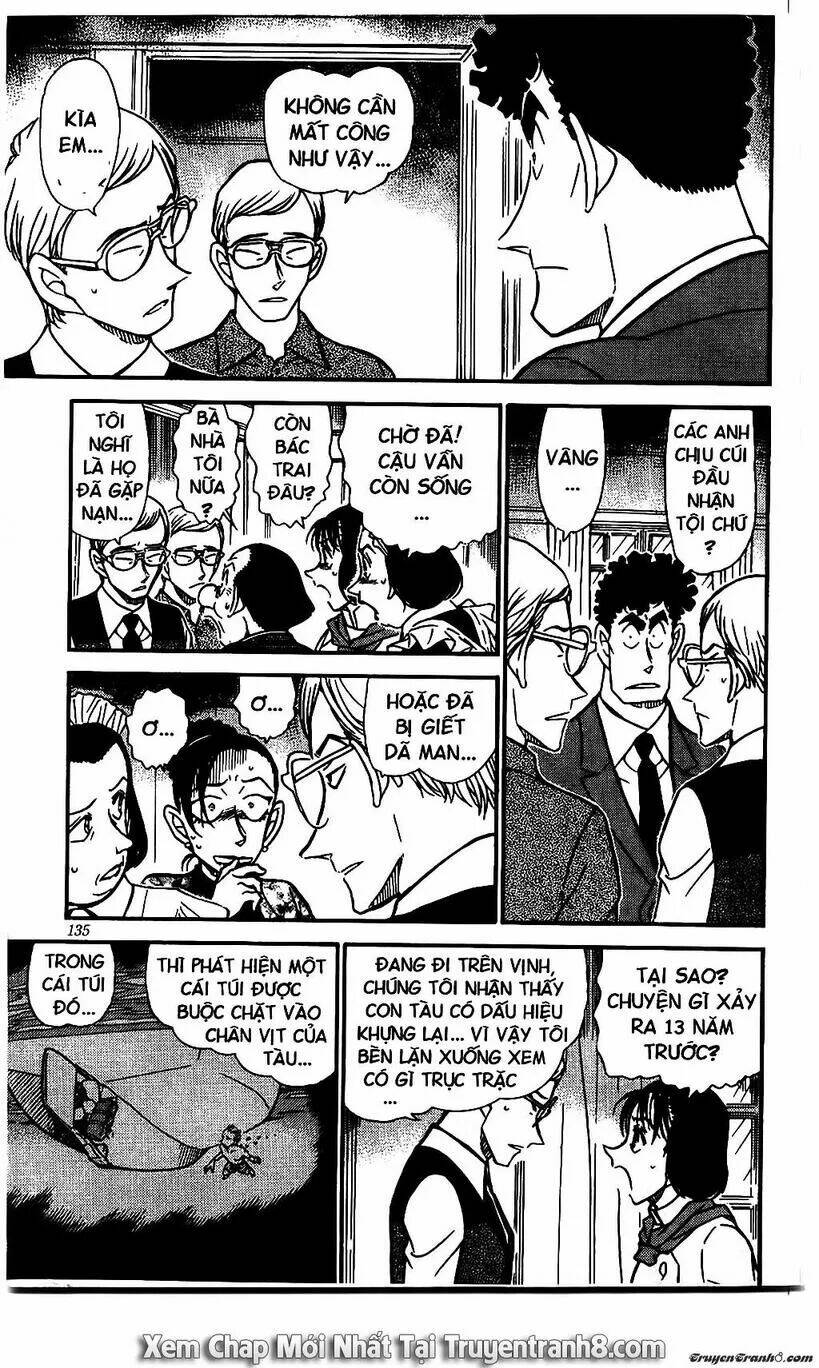 KHÔNG CẦN
MẤT CÔNG
NHƯ VẬY...
KÌA
EM...
CÁC ANH
CHỊU CÚI
ĐẦU
NHẬN
TỘI CHỨ
?
VÂNG
...
CHỜ ĐÃ!
CẬU VẪN
CÒN SỐNG
...
CÒN
BÁC
TRAI
ĐÂU?
BÀ
NHÀ
TÔI
NỮA
?
TÔI
NGHĨ
LÀ HỌ
ĐÃ GẶP
NẠN...
HOẶC ĐÃ
BỊ GIẾT
DÃ MAN...
Ơ...
Ơ...
135
TẠI SAO?
CHUYỆN GÌ XẢY
RA 13 NĂM
TRƯỚC?
ĐANG ĐI TRÊN VỊNH,
CHÚNG TÔI NHẬN THẤY
CON TÀU CÓ DẤU HIỆU
KHỰNG LẠI... VÌ VẬY TÔI
BÈN LẶN XUỐNG XEM
CÓ GÌ TRỤC TRẶC
...
THÌ PHÁT HIỆN MỘT
CÁI TÚI ĐƯỢC
BUỘC CHẶT VÀO
CHÂN VỊT CỦA
TÀU...
TRONG
CÁI TÚI
ĐÓ...
Xem Chap Mới Nhất Tại Truyentranh8.com
TruyenTranh8.com